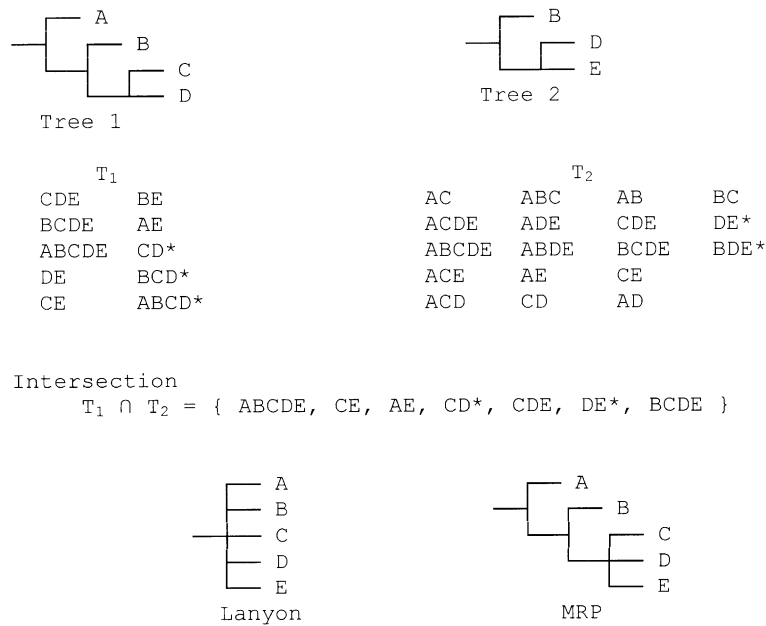 A
B
C
D
Tree 1
B
D
E
Tree 2
T₁
CDE BE
BCDE AE
ABCDE CD*
DE BCD*
CE ABCD*
T₂
AC ABC AB BC
ACDE ADE CDE DE*
ABCDE ABDE BCDE BDE*
ACE AE CE
ACD CD AD
Intersection
T₁ ∩ T₂ = { ABCDE, CE, AE, CD*, CDE, DE*, BCDE }
A
B
C
D
E
Lanyon
A
B
C
D
E
MRP